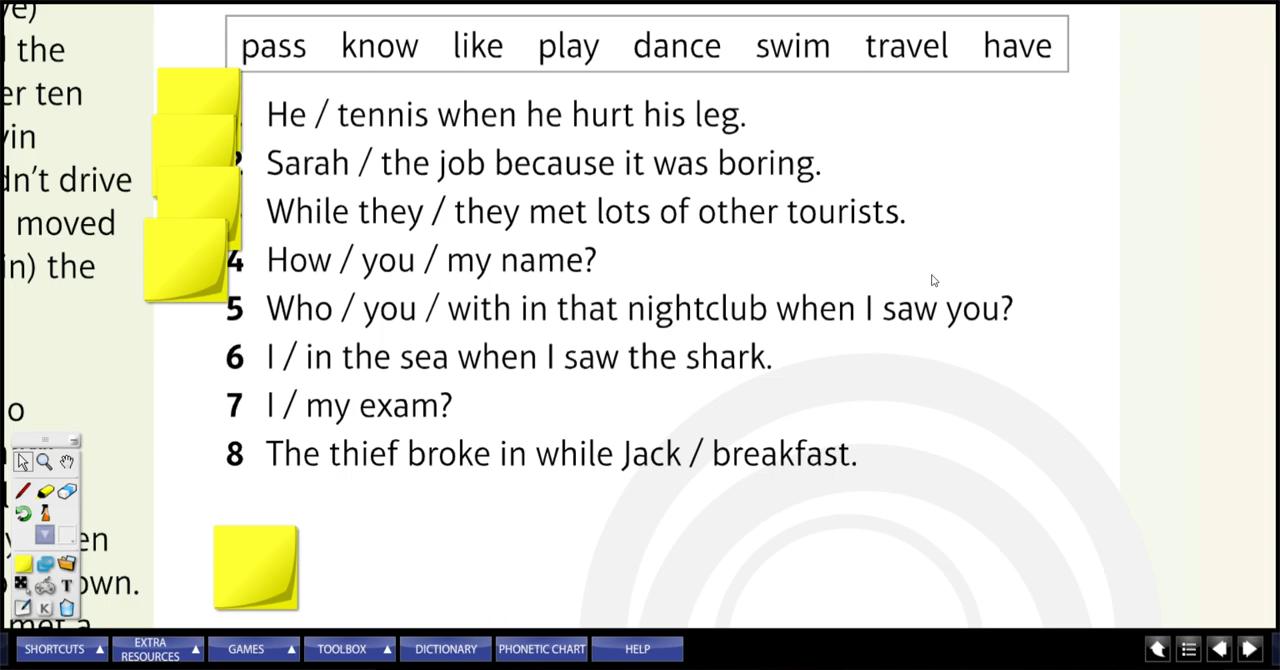 ve)
the
er ten
vin
dn't drive
moved
in) the
o
en
own.
met a
pass know like play dance swim travel have
He / tennis when he hurt his leg.
2 Sarah / the job because it was boring.
While they / they met lots of other tourists.
4 How / you / my name?
5 Who / you / with in that nightclub when I saw you?
6 I / in the sea when I saw the shark.
7 I / my exam?
8 The thief broke in while Jack / breakfast.
T
K
SHORTCUTS EXTRA RESOURCES GAMES TOOLBOX DICTIONARY PHONETIC CHART HELP